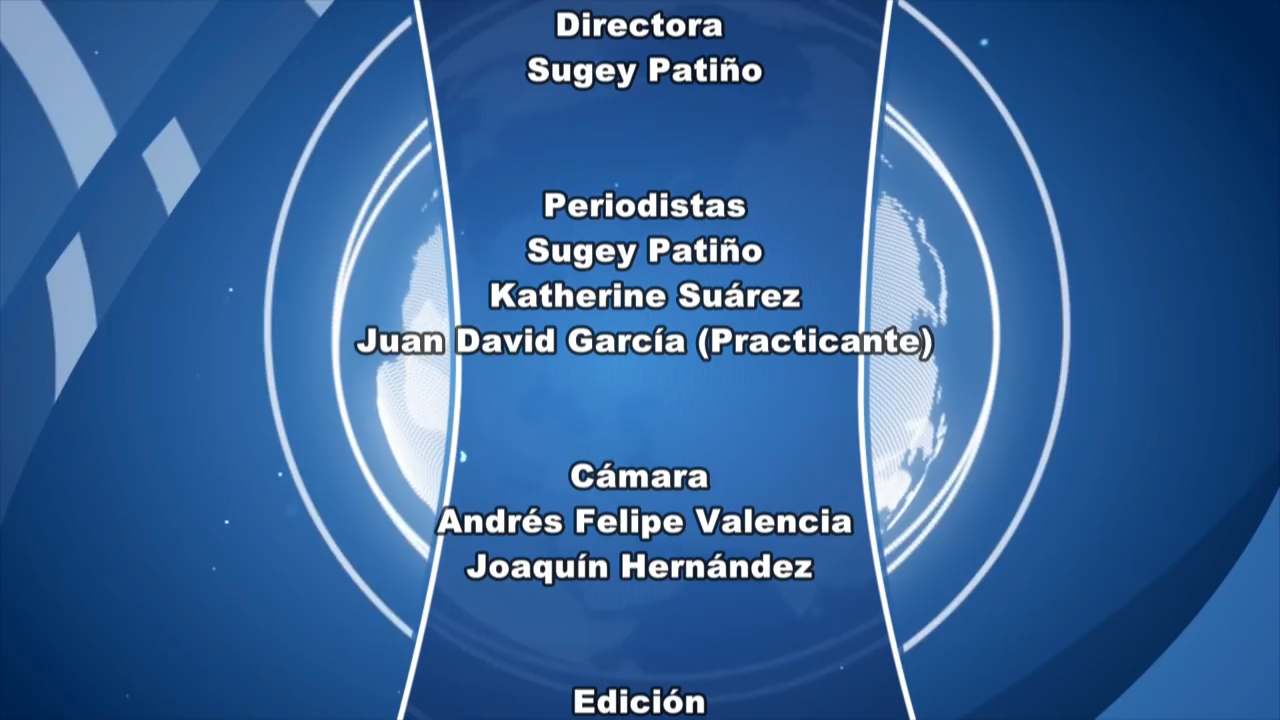 Directora
Sugey Patiño
Periodistas
Sugey Patiño
Katherine Suárez
Juan David García (Practicante)
Cámara
Andrés Felipe Valencia
Joaquín Hernández
Edición